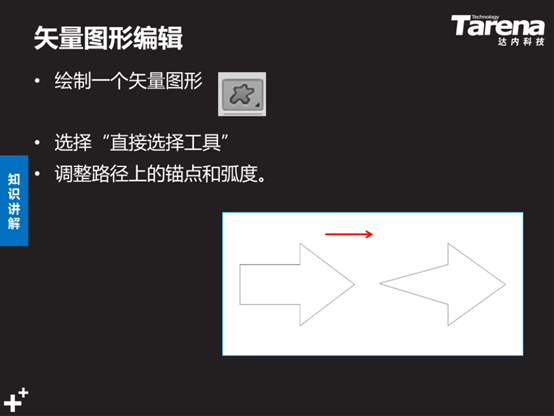 矢量图形编辑
Technology
Tarena
达内科技
• 绘制一个矢量图形
• 选择“直接选择工具”
• 调整路径上的锚点和弧度。
知识讲解